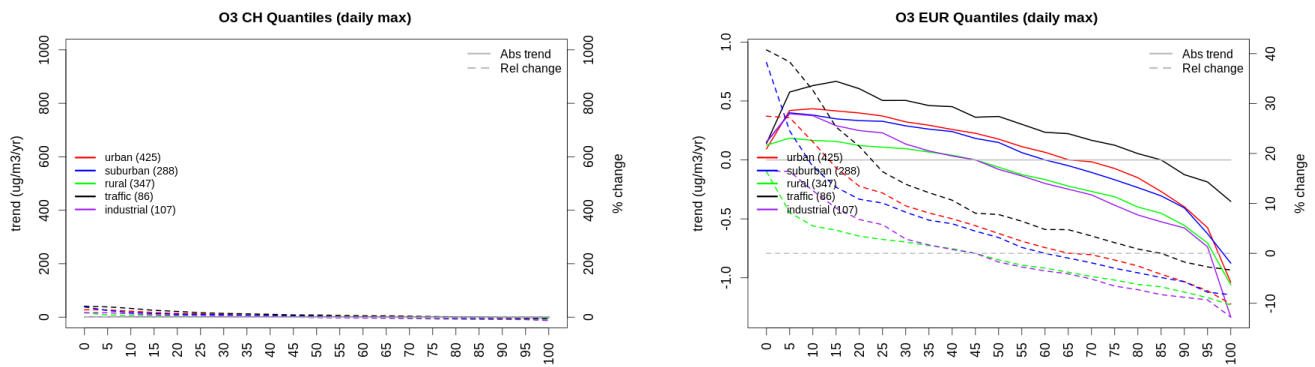 O3 CH Quantiles (daily max)
trend (ug/m3/yr)
1000
800
600
400
200
0
Abs trend
Rel change
urban (425)
suburban (288)
rural (347)
traffic (86)
industrial (107)
1000
800
600
400
200
0
% change
0 5 10 15 20 25 30 35 40 45 50 55 60 65 70 75 80 85 90 95 100
O3 EUR Quantiles (daily max)
trend (ug/m3/yr)
1.0
0.5
0.0
-0.5
-1.0
Abs trend
Rel change
urban (425)
suburban (288)
rural (347)
traffic (86)
industrial (107)
40
30
20
10
0
-10
% change
0 5 10 15 20 25 30 35 40 45 50 55 60 65 70 75 80 85 90 95 100